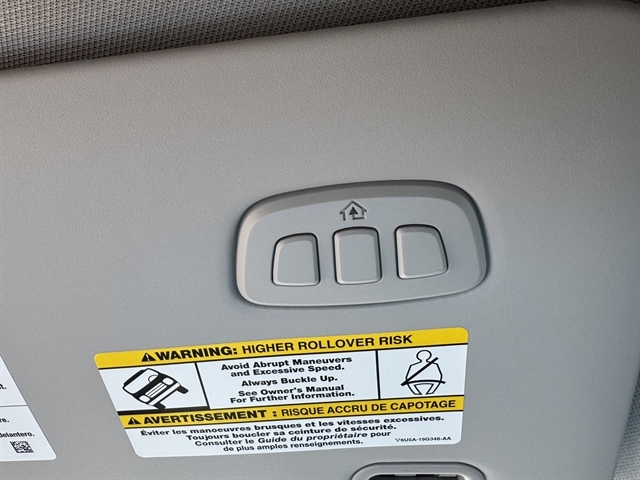 WARNING: HIGHER ROLLOVER RISK
Avoid Abrupt Maneuvers
and Excessive Speed.
Always Buckle Up.
See Owner's Manual
For Further Information.
AVERTISSEMENT : RISQUE ACCRU DE CAPOTAGE
Éviter les manoeuvres brusques et les vitesses excessives.
Toujours boucler sa ceinture de sécurité.
Consulter le Guide du propriétaire pour
de plus amples renseignements.
delantero.